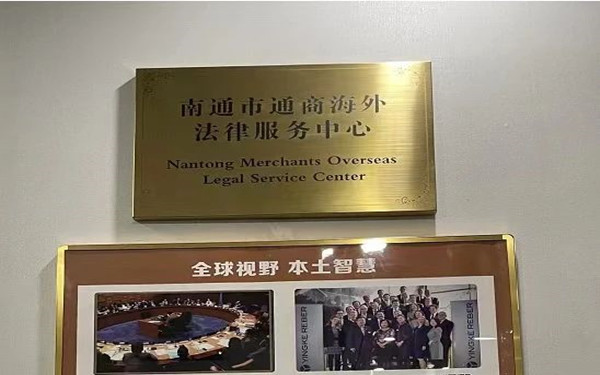 南通市通商海外
法律服务中心
Nantong Merchants Overseas
Legal Service Center
全球视野 本土智慧
YINGKE REBER
YINGKE REBER